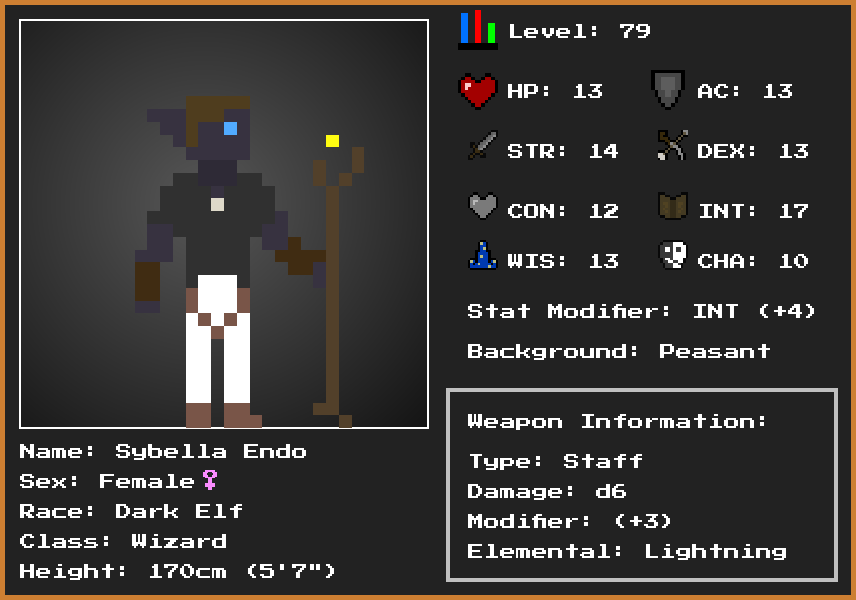 Level: 79
HP: 13 AC: 13
STR: 14 DEX: 13
CON: 12 INT: 17
WIS: 13 CHA: 10
Stat Modifier: INT (+4)
Background: Peasant
Weapon Information:
Type: Staff
Damage: d6
Modifier: (+3)
Elemental: Lightning
Name: Sybella Endo
Sex: Female♀
Race: Dark Elf
Class: Wizard
Height: 170cm (5'7")